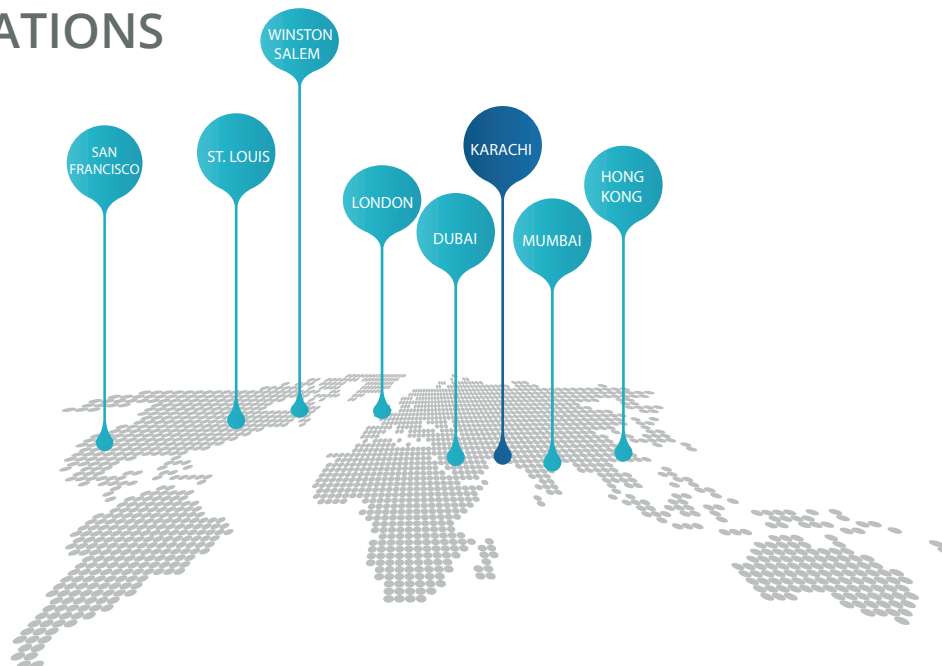 ATIONS
WINSTON
SALEM
SAN
FRANCISCO
ST. LOUIS
LONDON
DUBAI
KARACHI
MUMBAI
HONG
KONG